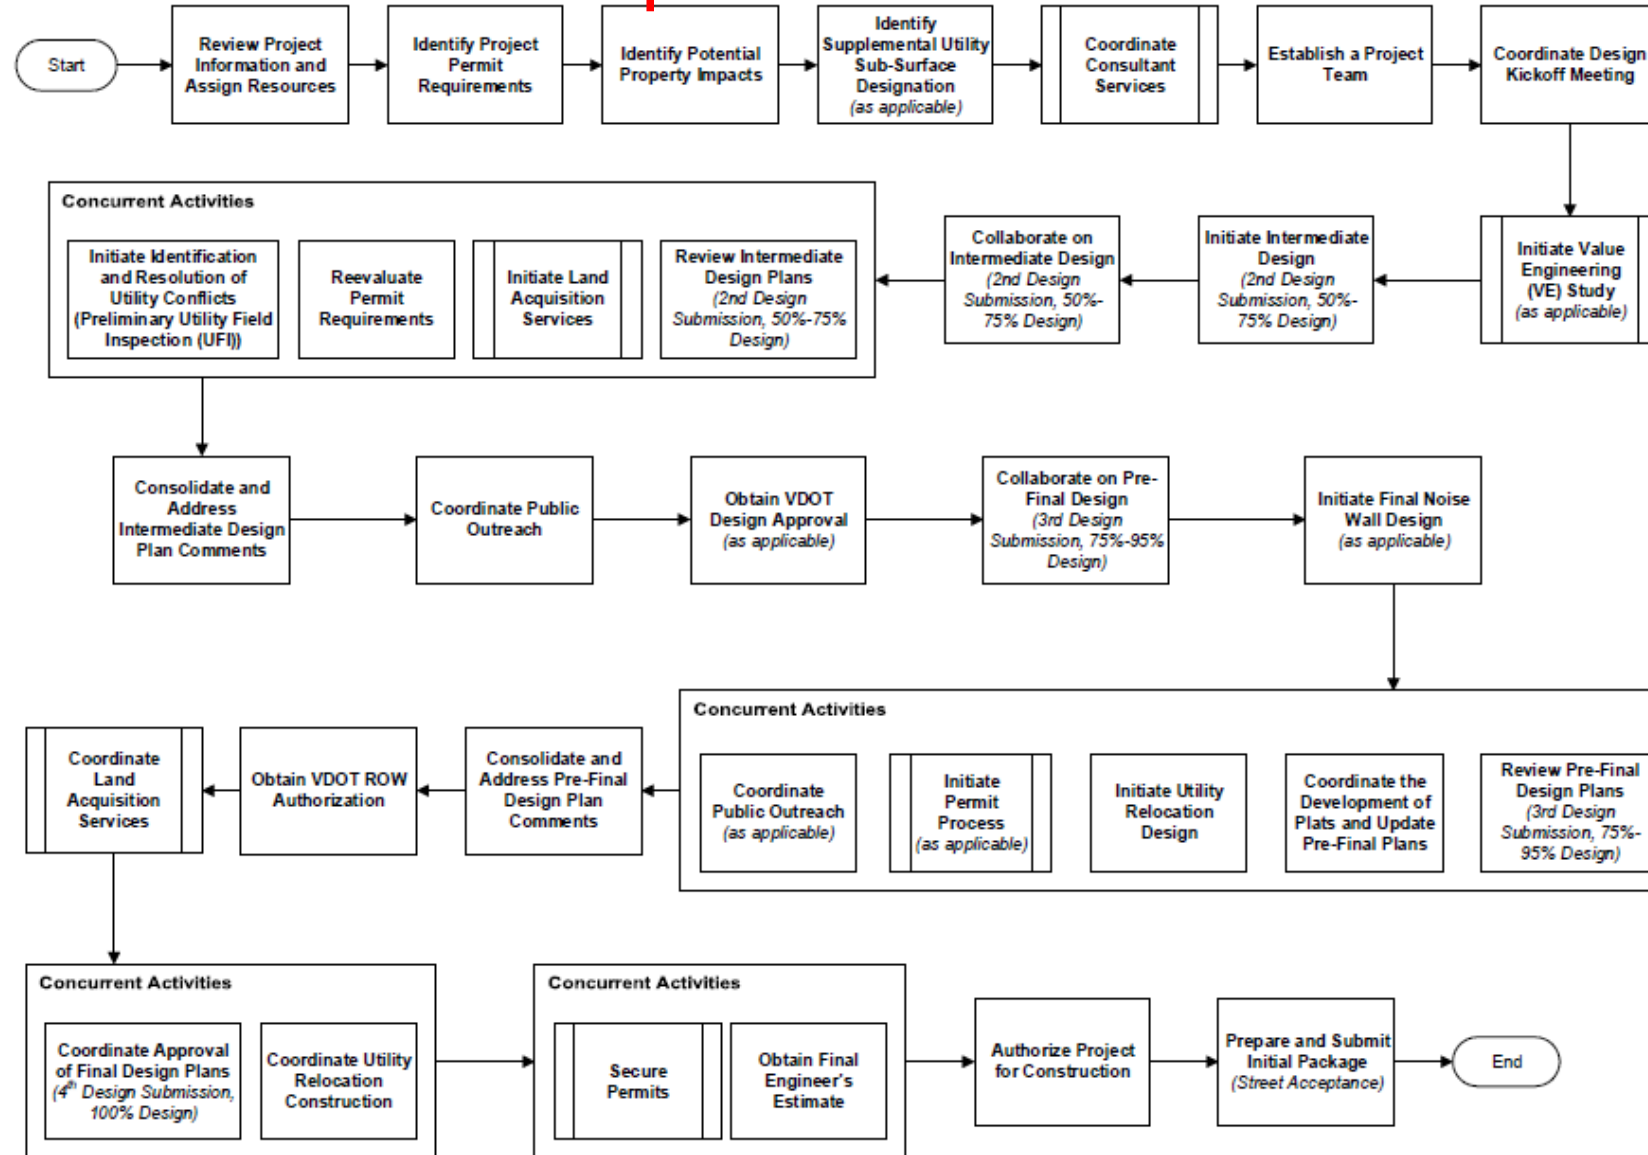 Start
Review Project
Information and
Assign Resources
Identify Project
Permit
Requirements
Identify Potential
Property Impacts
Identify
Supplemental Utility
Sub-Surface
Designation
(as applicable)
Coordinate
Consultant
Services
Establish a Project
Team
Coordinate Design
Kickoff Meeting
Initiate Value
Engineering
(VE) Study
(as applicable)
Initiate Intermediate
Design
(2nd Design
Submission, 50%-
75% Design)
Collaborate on
Intermediate Design
(2nd Design
Submission, 50%-
75% Design)
Concurrent Activities
Initiate Identification
and Resolution of
Utility Conflicts
(Preliminary Utility Field
Inspection (UFI))
Reevaluate
Permit
Requirements
Initiate Land
Acquisition
Services
Review Intermediate
Design Plans
(2nd Design
Submission, 50%-75%
Design)
Consolidate and
Address
Intermediate Design
Plan Comments
Coordinate Public
Outreach
Obtain VDOT
Design Approval
(as applicable)
Collaborate on Pre-
Final Design
(3rd Design
Submission, 75%-95%
Design)
Initiate Final Noise
Wall Design
(as applicable)
Concurrent Activities
Coordinate
Public Outreach
(as applicable)
Initiate
Permit
Process
(as applicable)
Initiate Utility
Relocation
Design
Coordinate the
Development of
Plats and Update
Pre-Final Plans
Review Pre-Final
Design Plans
(3rd Design
Submission, 75%-
95% Design)
Consolidate and
Address Pre-Final
Design Plan
Comments
Obtain VDOT ROW
Authorization
Coordinate
Land
Acquisition
Services
Concurrent Activities
Coordinate Approval
of Final Design Plans
(4th Design Submission,
100% Design)
Coordinate Utility
Relocation
Construction
Concurrent Activities
Secure
Permits
Obtain Final
Engineer's
Estimate
Authorize Project
for Construction
Prepare and Submit
Initial Package
(Street Acceptance)
End